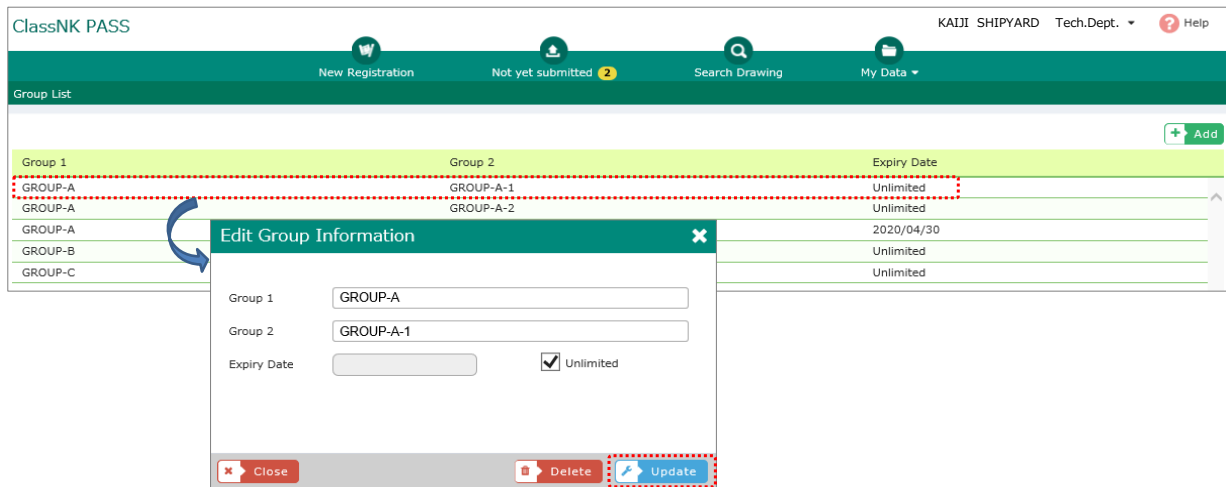 ClassNK PASS
KAIJI SHIPYARD Tech.Dept.
Help
New Registration
Not yet submitted 2
Search Drawing
My Data
Group List
Add
Group 1 Group 2 Expiry Date
GROUP-A GROUP-A-1 Unlimited
GROUP-A GROUP-A-2 Unlimited
GROUP-A 2020/04/30
GROUP-B Unlimited
GROUP-C Unlimited
Edit Group Information
Group 1 GROUP-A
Group 2 GROUP-A-1
Expiry Date Unlimited
Close
Delete
Update